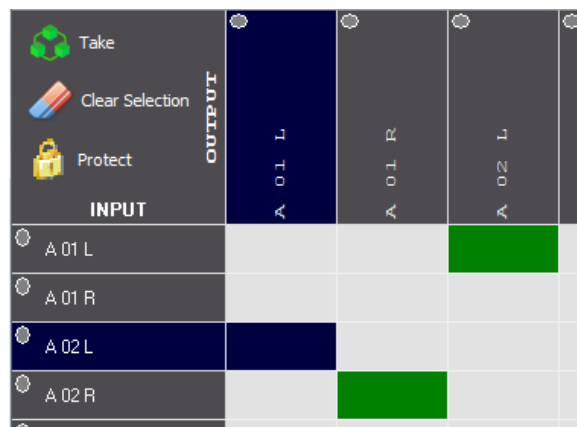 Take
Clear Selection
Protect
OUTPUT
INPUT
A 01 L
A 01 R
A 02 L
A 01 L
A 01 R
A 02 L
A 02 R